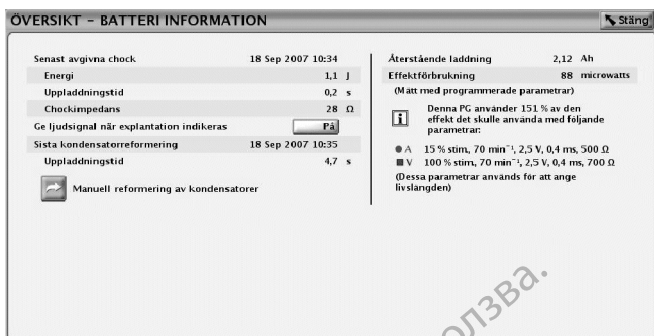 ÖVERSIKT – BATTERI INFORMATION
Stäng
Senast avgivna chock 18 Sep 2007 10:34
Energi 1,1 J
Uppladdningstid 0,2 s
Chockimpedans 28 Ω
Ge ljudsignal när explantation indikeras På
Sista kondensatorreformering 18 Sep 2007 10:35
Uppladdningstid 4,7 s
Manuell reformering av kondensatorer
Återstående laddning 2,12 Ah
Effektförbrukning 88 microwatts
(Mätt med programmerade parametrar)
Denna PG använder 151 % av den
effekt det skulle använda med följande
parametrar:
A 15 % stim, 70 min⁻¹, 2,5 V, 0,4 ms, 500 Ω
V 100 % stim, 70 min⁻¹, 2,5 V, 0,4 ms, 700 Ω
(Dessa parametrar används för att ange
livslängden)